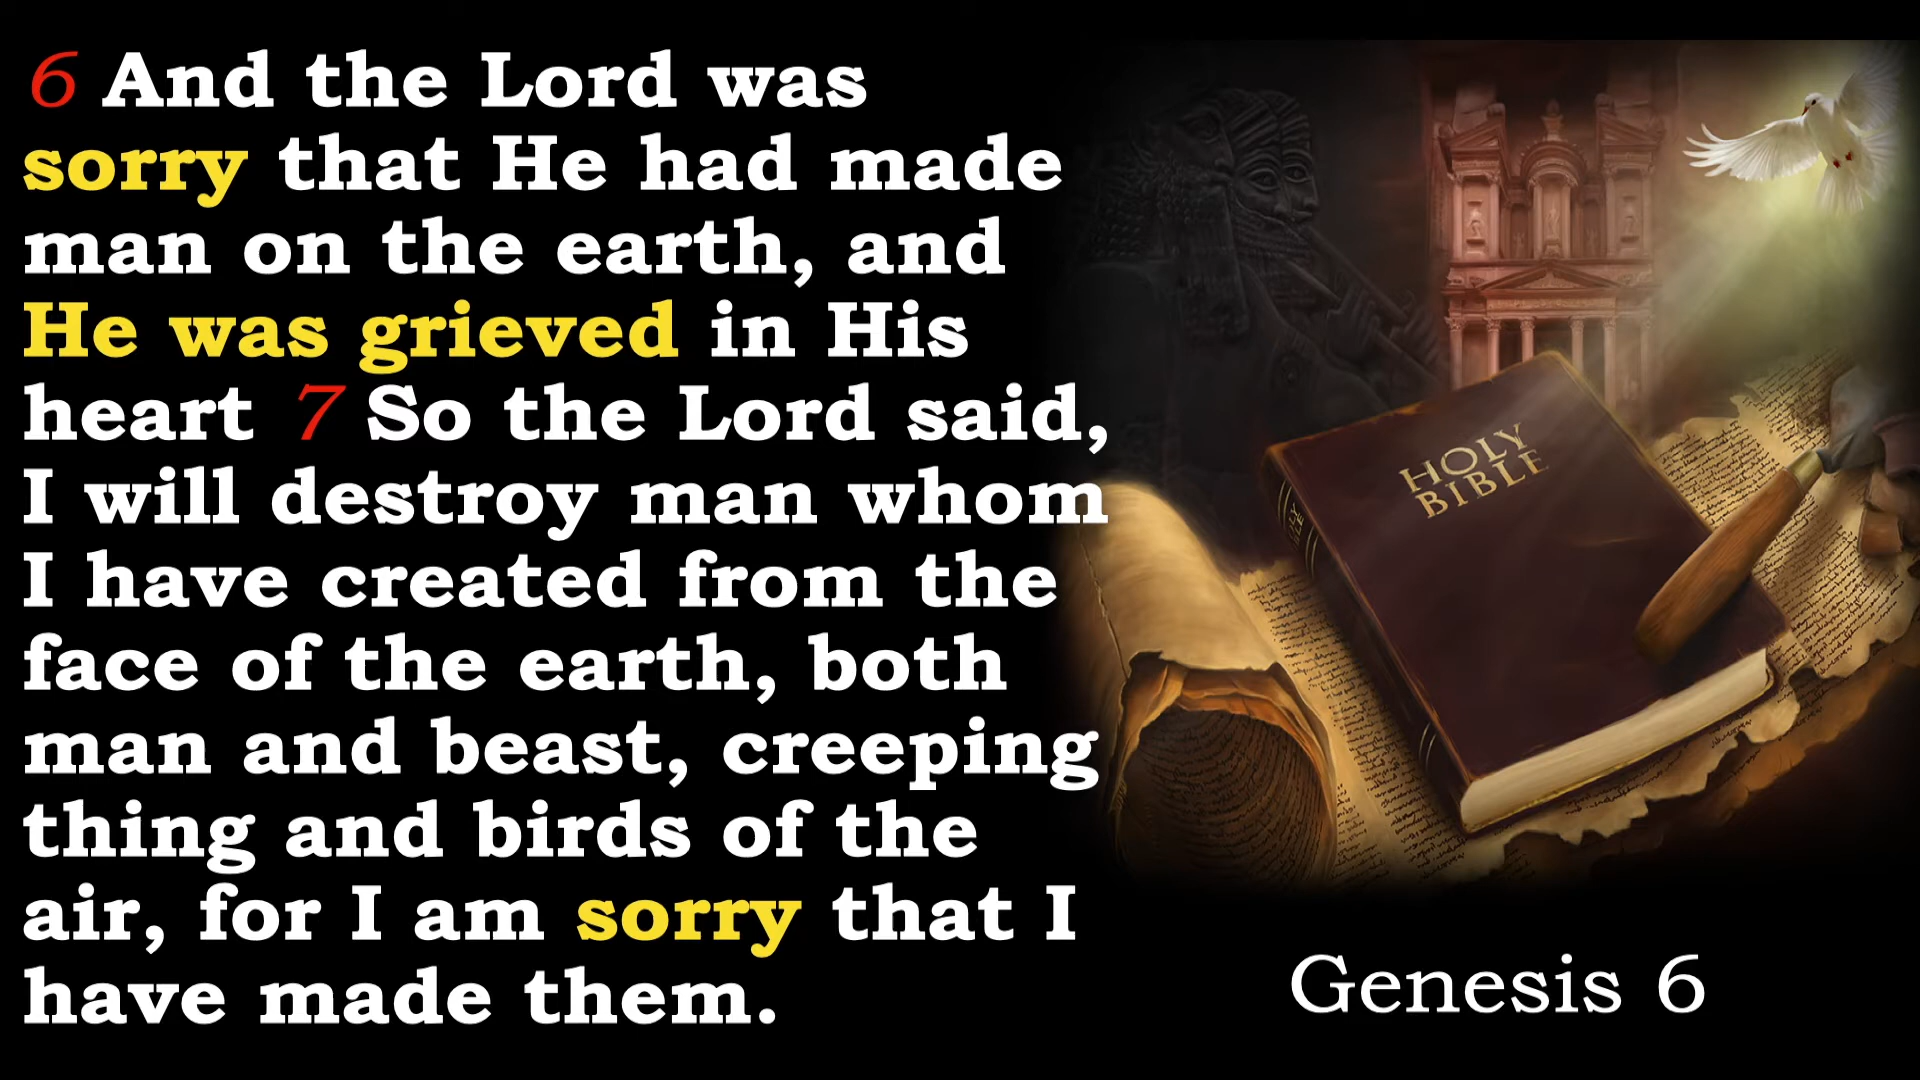 6 And the Lord was
sorry that He had made
man on the earth, and
He was grieved in His
heart 7 So the Lord said,
I will destroy man whom
I have created from the
face of the earth, both
man and beast, creeping
thing and birds of the
air, for I am sorry that I
have made them.
HOLY
BIBLE
Genesis 6